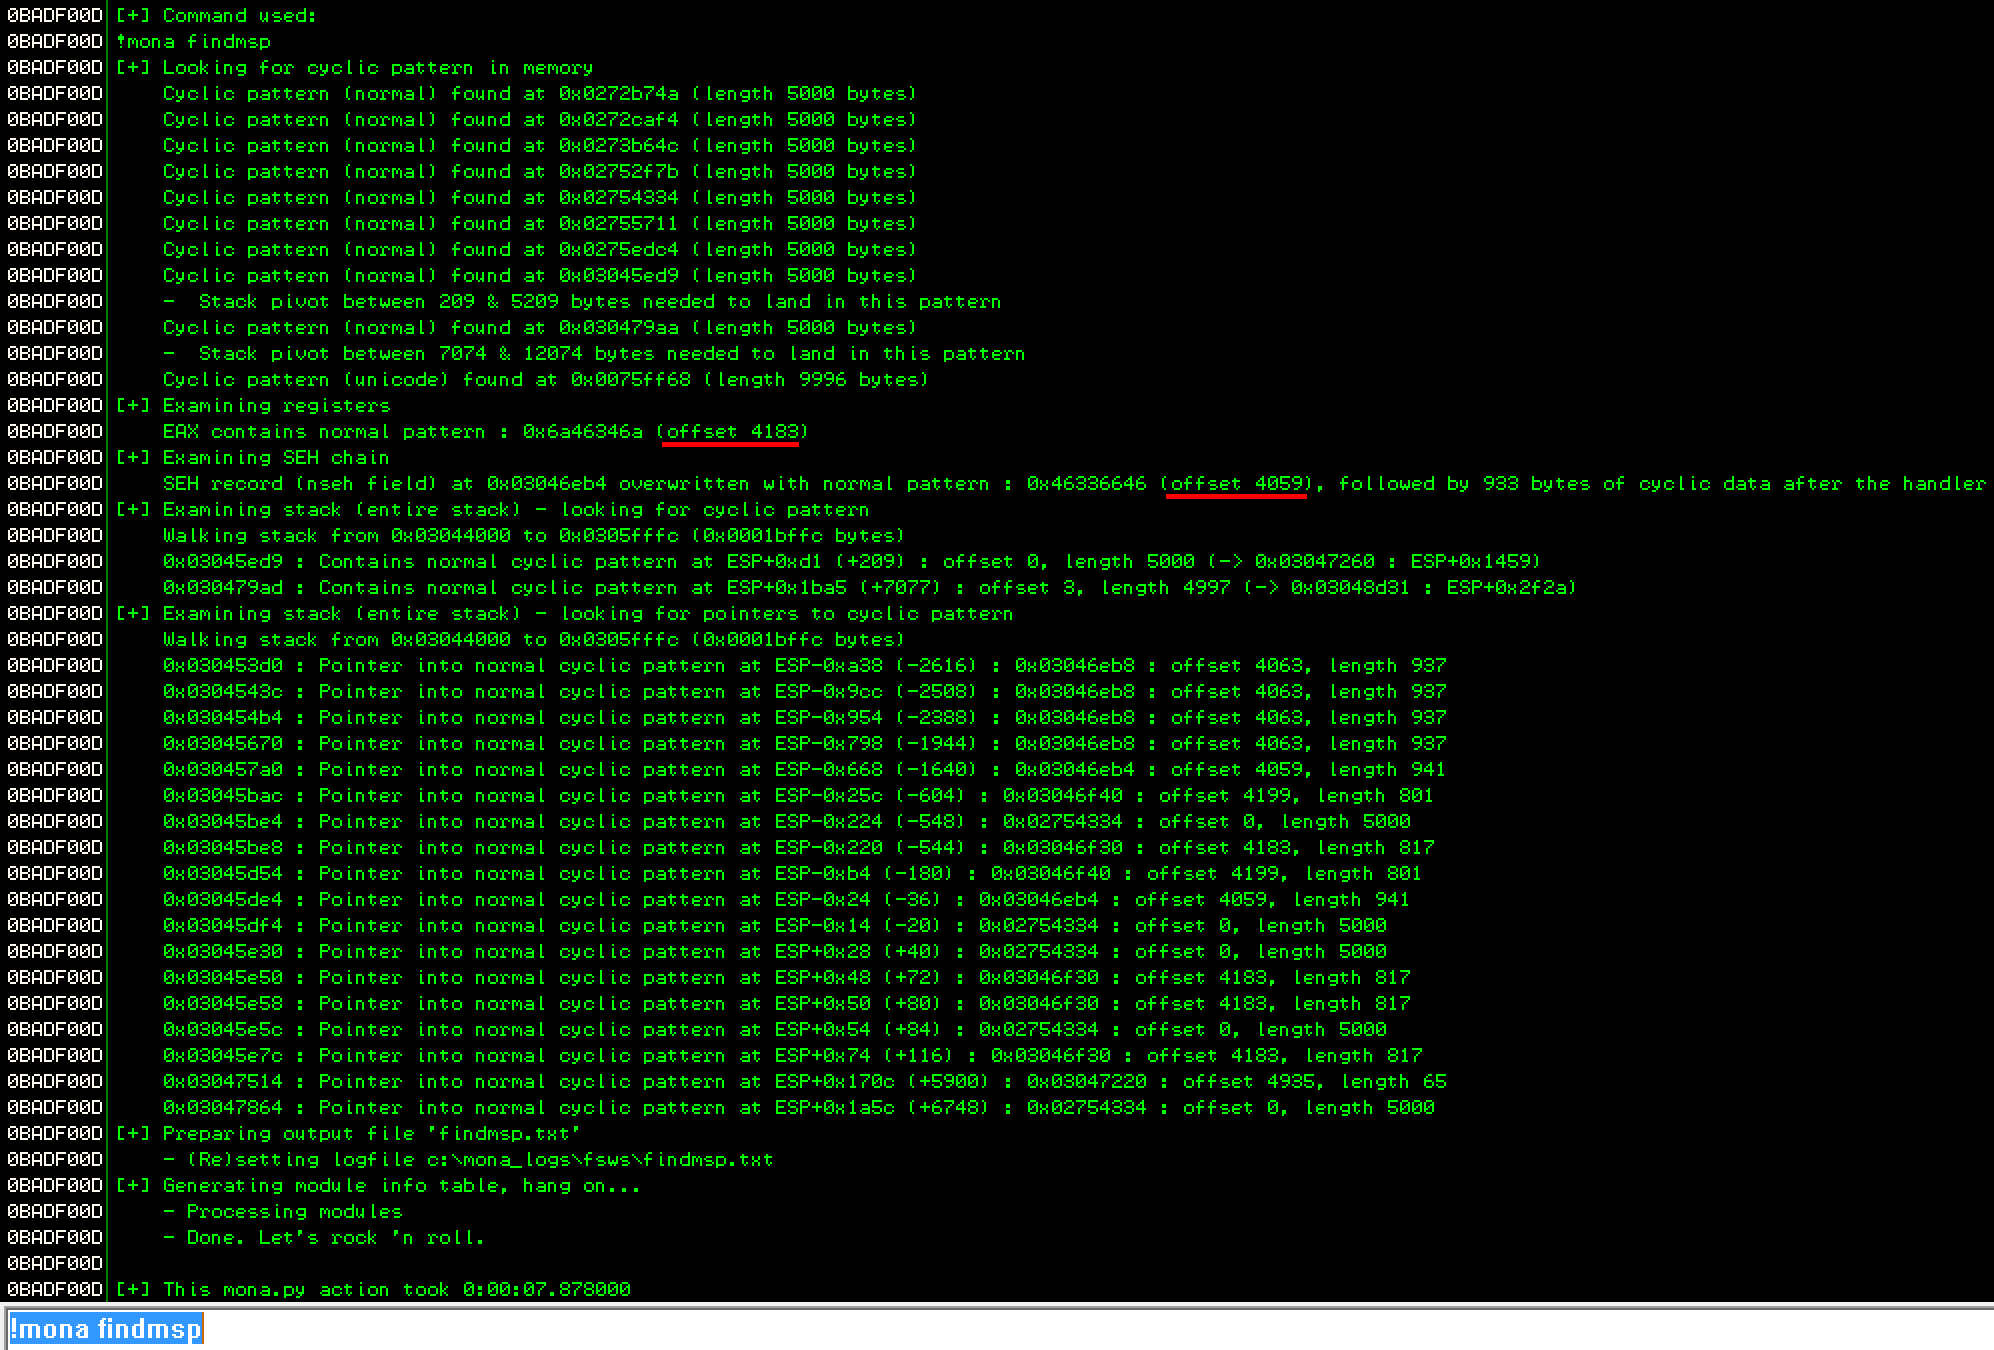 0BADF00D [+] Command used:
0BADF00D !mona findmsp
0BADF00D [+] Looking for cyclic pattern in memory
0BADF00D     Cyclic pattern (normal) found at 0x0272b74a (length 5000 bytes)
0BADF00D     Cyclic pattern (normal) found at 0x0272caf4 (length 5000 bytes)
0BADF00D     Cyclic pattern (normal) found at 0x0273b64c (length 5000 bytes)
0BADF00D     Cyclic pattern (normal) found at 0x02752f7b (length 5000 bytes)
0BADF00D     Cyclic pattern (normal) found at 0x02754334 (length 5000 bytes)
0BADF00D     Cyclic pattern (normal) found at 0x02755711 (length 5000 bytes)
0BADF00D     Cyclic pattern (normal) found at 0x0275edc4 (length 5000 bytes)
0BADF00D     Cyclic pattern (normal) found at 0x03045ed9 (length 5000 bytes)
0BADF00D     -  Stack pivot between 209 & 5209 bytes needed to land in this pattern
0BADF00D     Cyclic pattern (normal) found at 0x030479aa (length 5000 bytes)
0BADF00D     -  Stack pivot between 7074 & 12074 bytes needed to land in this pattern
0BADF00D     Cyclic pattern (unicode) found at 0x0075ff68 (length 9996 bytes)
0BADF00D [+] Examining registers
0BADF00D     EAX contains normal pattern : 0x6a46346a (offset 4183)
0BADF00D [+] Examining SEH chain
0BADF00D     SEH record (nseh field) at 0x03046eb4 overwritten with normal pattern : 0x46336646 (offset 4059), followed by 933 bytes of cyclic data after the handler
0BADF00D [+] Examining stack (entire stack) - looking for cyclic pattern
0BADF00D     Walking stack from 0x03044000 to 0x0305fffc (0x0001bffc bytes)
0BADF00D     0x03045ed9 : Contains normal cyclic pattern at ESP+0xd1 (+209) : offset 0, length 5000 (-> 0x03047260 : ESP+0x1459)
0BADF00D     0x030479ad : Contains normal cyclic pattern at ESP+0x1ba5 (+7077) : offset 3, length 4997 (-> 0x03048d31 : ESP+0x2f2a)
0BADF00D [+] Examining stack (entire stack) - looking for pointers to cyclic pattern
0BADF00D     Walking stack from 0x03044000 to 0x0305fffc (0x0001bffc bytes)
0BADF00D     0x030453d0 : Pointer into normal cyclic pattern at ESP-0xa38 (-2616) : 0x03046eb8 : offset 4063, length 937
0BADF00D     0x0304543c : Pointer into normal cyclic pattern at ESP-0x9cc (-2508) : 0x03046eb8 : offset 4063, length 937
0BADF00D     0x030454b4 : Pointer into normal cyclic pattern at ESP-0x954 (-2388) : 0x03046eb8 : offset 4063, length 937
0BADF00D     0x03045670 : Pointer into normal cyclic pattern at ESP-0x798 (-1944) : 0x03046eb8 : offset 4063, length 937
0BADF00D     0x030457a0 : Pointer into normal cyclic pattern at ESP-0x668 (-1640) : 0x03046eb4 : offset 4059, length 941
0BADF00D     0x03045bac : Pointer into normal cyclic pattern at ESP-0x25c (-604) : 0x03046f40 : offset 4199, length 801
0BADF00D     0x03045be4 : Pointer into normal cyclic pattern at ESP-0x224 (-548) : 0x02754334 : offset 0, length 5000
0BADF00D     0x03045be8 : Pointer into normal cyclic pattern at ESP-0x220 (-544) : 0x03046f30 : offset 4183, length 817
0BADF00D     0x03045d54 : Pointer into normal cyclic pattern at ESP-0xb4 (-180) : 0x03046f40 : offset 4199, length 801
0BADF00D     0x03045de4 : Pointer into normal cyclic pattern at ESP-0x24 (-36) : 0x03046eb4 : offset 4059, length 941
0BADF00D     0x03045df4 : Pointer into normal cyclic pattern at ESP-0x14 (-20) : 0x02754334 : offset 0, length 5000
0BADF00D     0x03045e30 : Pointer into normal cyclic pattern at ESP+0x28 (+40) : 0x02754334 : offset 0, length 5000
0BADF00D     0x03045e50 : Pointer into normal cyclic pattern at ESP+0x48 (+72) : 0x03046f30 : offset 4183, length 817
0BADF00D     0x03045e58 : Pointer into normal cyclic pattern at ESP+0x50 (+80) : 0x03046f30 : offset 4183, length 817
0BADF00D     0x03045e5c : Pointer into normal cyclic pattern at ESP+0x54 (+84) : 0x02754334 : offset 0, length 5000
0BADF00D     0x03045e7c : Pointer into normal cyclic pattern at ESP+0x74 (+116) : 0x03046f30 : offset 4183, length 817
0BADF00D     0x03047514 : Pointer into normal cyclic pattern at ESP+0x170c (+5900) : 0x03047220 : offset 4935, length 65
0BADF00D     0x03047864 : Pointer into normal cyclic pattern at ESP+0x1a5c (+6748) : 0x02754334 : offset 0, length 5000
0BADF00D [+] Preparing output file 'findmsp.txt'
0BADF00D     - (Re)setting logfile c:\mona_logs\fsws\findmsp.txt
0BADF00D [+] Generating module info table, hang on...
0BADF00D     - Processing modules
0BADF00D     - Done. Let's rock 'n roll.
0BADF00D
0BADF00D [+] This mona.py action took 0:00:07.878000
!mona findmsp